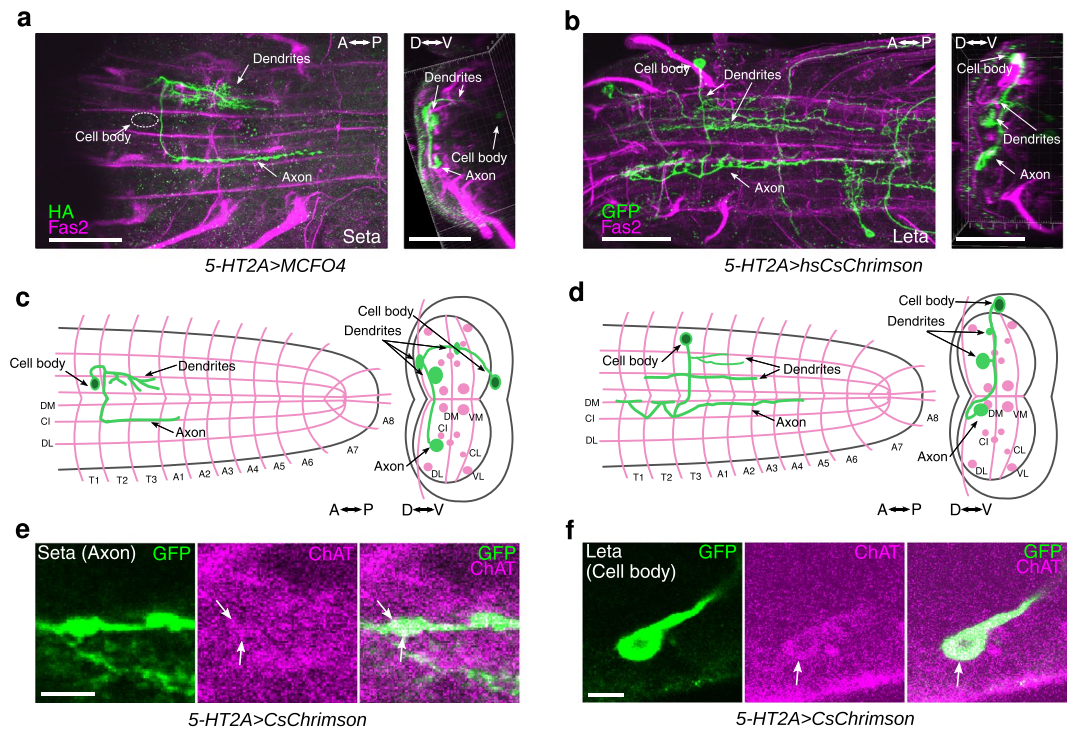 a
A↔P
Dendrites
Cell body
Axon
HA
Fas2
Seta
D↔V
Dendrites
Cell body
Axon
5-HT2A>MCFO4
b
A↔P
Cell body
Dendrites
Axon
GFP
Fas2
Leta
D↔V
Cell body
Dendrites
Axon
5-HT2A>hsCsChrimson
c
Cell body
Dendrites
DM
CI
DL
Axon
T1 T2 T3 A1 A2 A3 A4 A5 A6 A7 A8
A↔P
Cell body
Dendrites
DM VM
CI
CL
Axon
DL VL
D↔V
d
Cell body
Dendrites
DM
CI
DL
Axon
T1 T2 T3 A1 A2 A3 A4 A5 A6 A7 A8
A↔P
Cell body
Dendrites
DM VM
CI
CL
Axon
DL VL
D↔V
e
Seta (Axon) GFP
ChAT
GFP
ChAT
5-HT2A>CsChrimson
f
Leta
(Cell body)
GFP
ChAT
GFP
ChAT
5-HT2A>CsChrimson